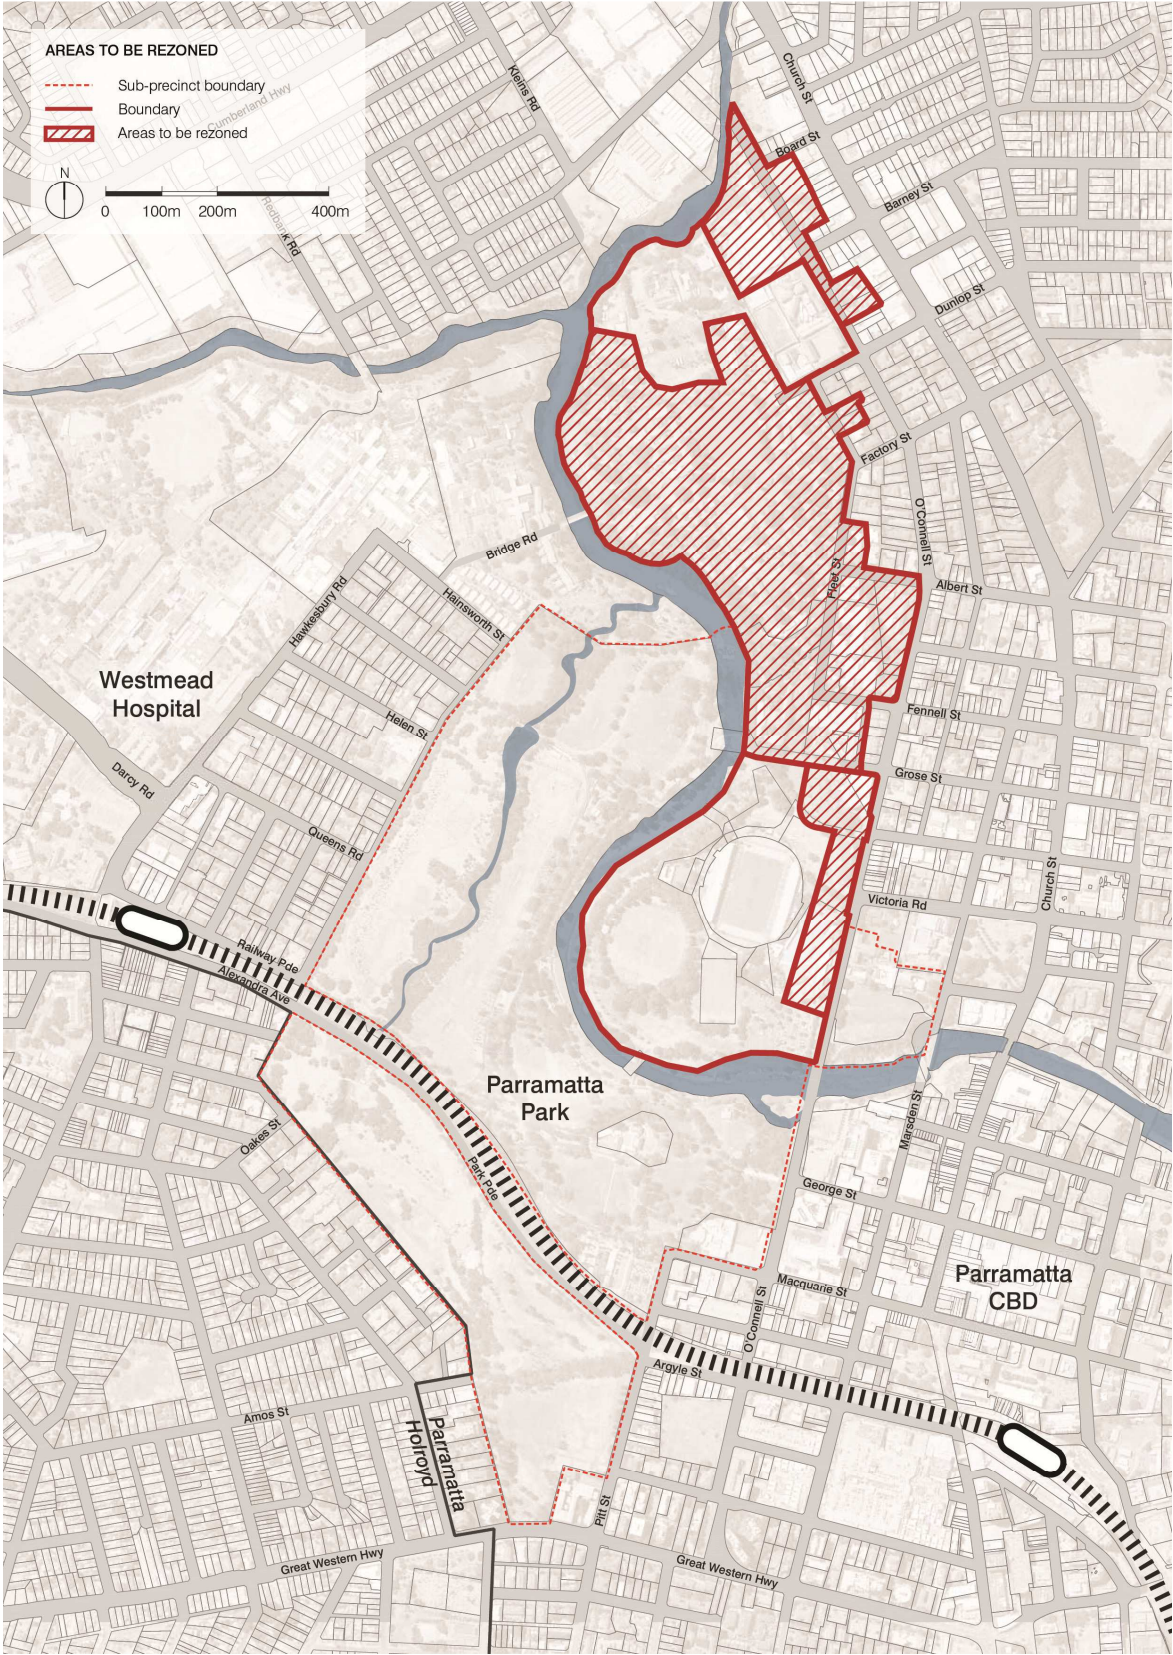 AREAS TO BE REZONED
Sub-precinct boundary
Boundary
Areas to be rezoned
Cumberland Hwy
N
0 100m 200m 400m
Redbank Rd
Kleins Rd
Church St
Board St
Barney St
Dunlop St
Factory St
O'Connell St
Albert St
Fleet St
Bridge Rd
Hainsworth St
Hawkesbury Rd
Westmead
Hospital
Helen St
Fennell St
Darcy Rd
Grose St
Queens Rd
Church St
Victoria Rd
Railway Pde
Alexandra Ave
Parramatta
Park
Marsden St
Oakes St
Park Pde
George St
Parramatta
CBD
Macquarie St
O'Connell St
Argyle St
Amos St
Parramatta
Holroyd
Pitt St
Great Western Hwy
Great Western Hwy